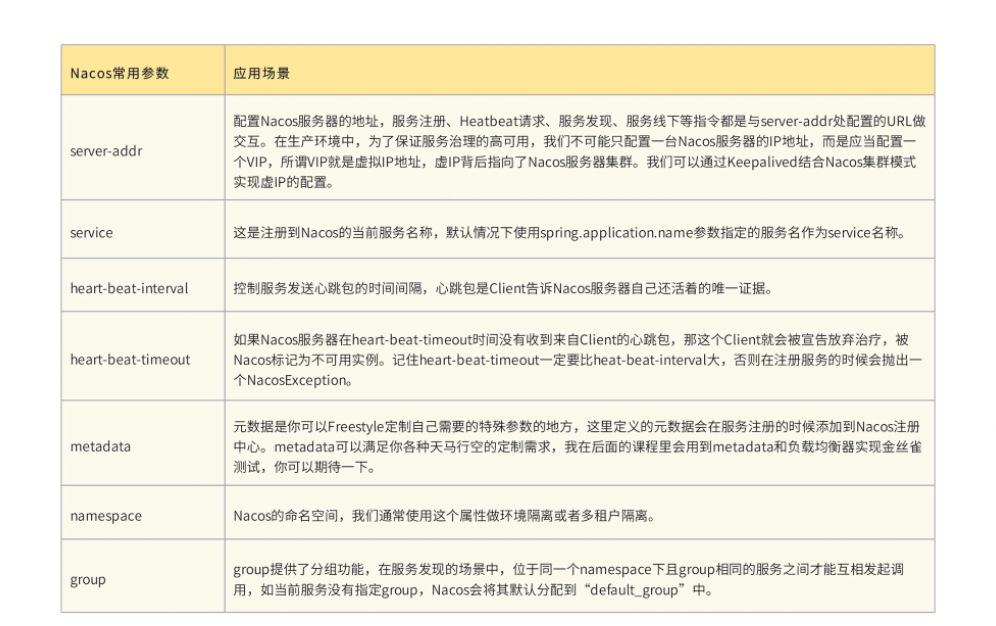 Nacos常用参数
应用场景
server-addr
配置Nacos服务器的地址，服务注册、Heatbeat请求、服务发现、服务线下等指令都是与server-addr处配置的URL做
交互。在生产环境中，为了保证服务治理的高可用，我们不可能只配置一台Nacos服务器的IP地址，而是应当配置一
个VIP，所谓VIP就是虚拟IP地址，虚IP背后指向了Nacos服务器集群。我们可以通过Keepalived结合Nacos集群模式
实现虚IP的配置。
service
这是注册到Nacos的当前服务名称，默认情况下使用spring.application.name参数指定的服务名作为service名称。
heart-beat-interval
控制服务发送心跳包的时间间隔，心跳包是Client告诉Nacos服务器自己还活着的唯一证据。
heart-beat-timeout
如果Nacos服务器在heart-beat-timeout时间没有收到来自Client的心跳包，那这个Client就会被宣告放弃治疗，被
Nacos标记为不可用实例。记住heart-beat-timeout一定要比heat-beat-interval大，否则在注册服务的时候会抛出一
个NacosException。
metadata
元数据是你可以Freestyle定制自己需要的特殊参数的地方，这里定义的元数据会在服务注册的时候添加到Nacos注册
中心。metadata可以满足你各种天马行空的定制需求，我在后面的课程里会用到metadata和负载均衡器实现金丝雀
测试，你可以期待一下。
namespace
Nacos的命名空间，我们通常使用这个属性做环境隔离或者多租户隔离。
group
group提供了分组功能，在服务发现的场景中，位于同一个namespace下且group相同的服务之间才能互相发起调
用，如当前服务没有指定group，Nacos会将其默认分配到“default_group”中。